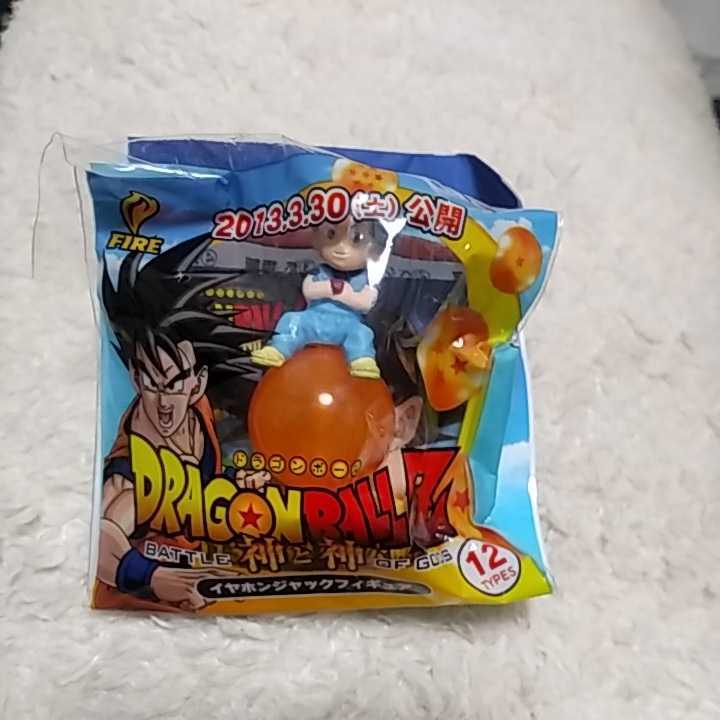 2013.3.30(土)公開
FIRE
ドラゴンボール
DRAGON BALL Z
BATTLE 神と神 OF GODS
12
TYPES
イヤホンジャックフィギュア